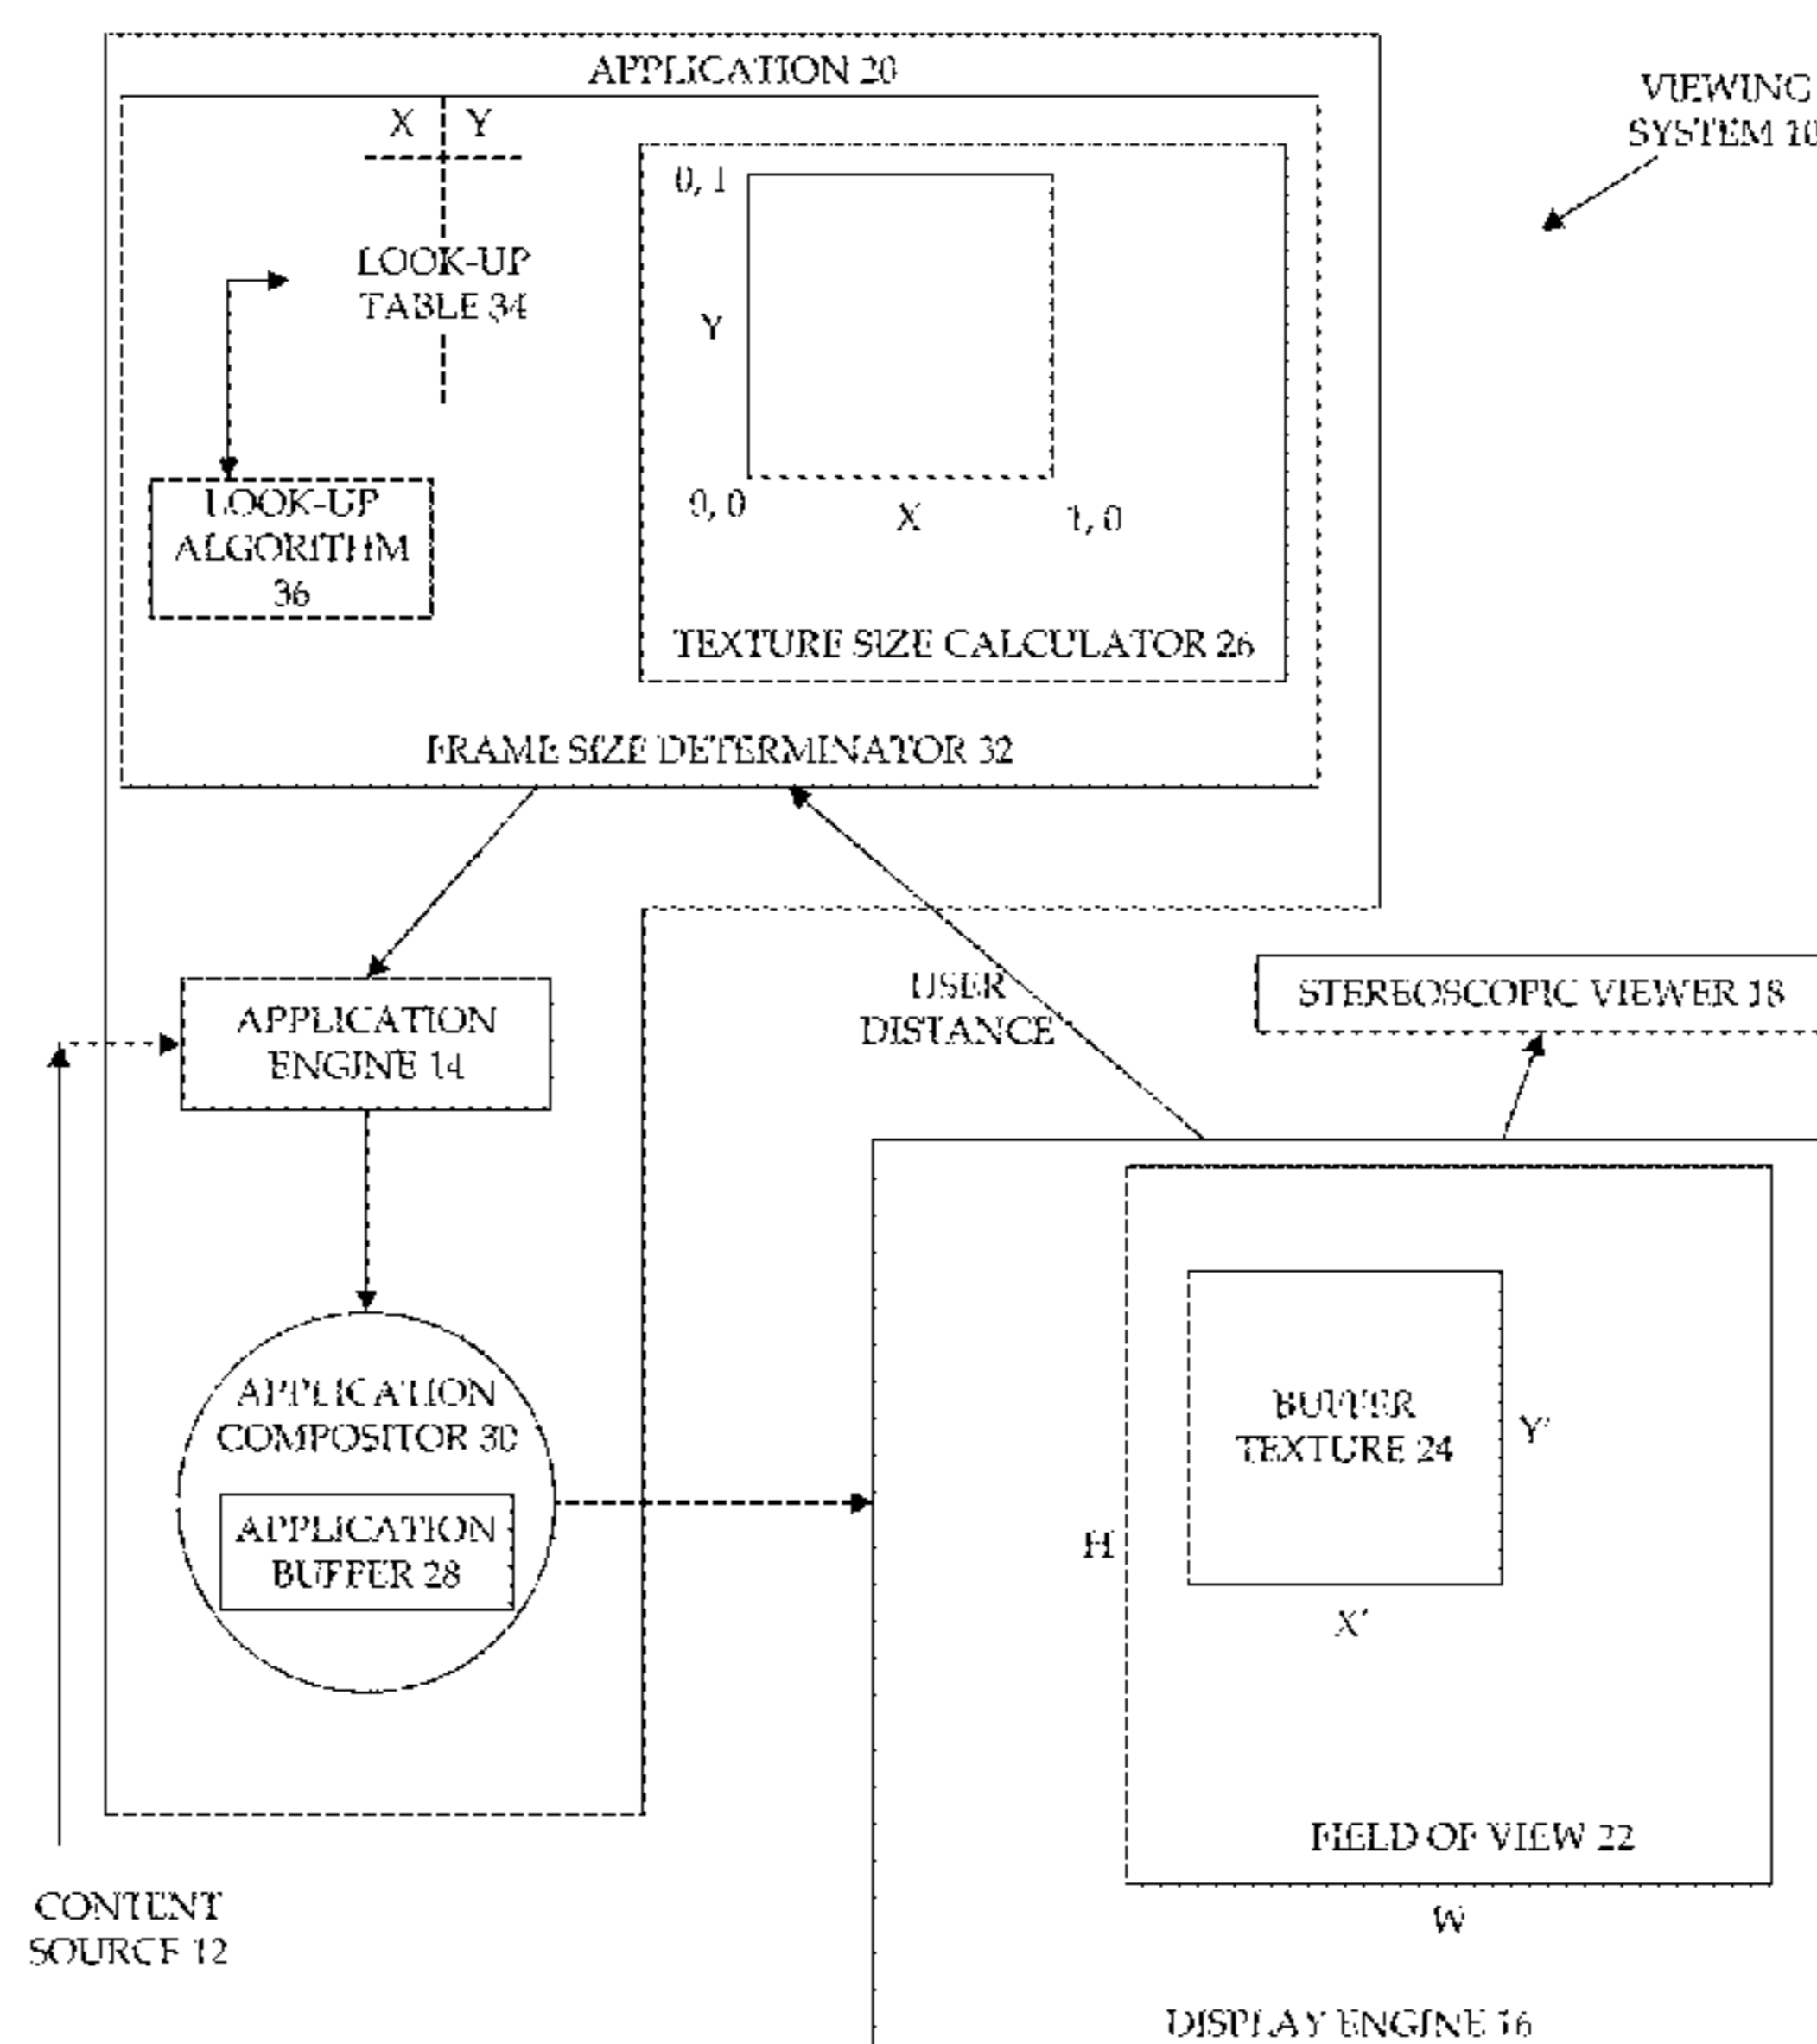 APPLICATION 20
VIEWING
SYSTEM 10
X Y
LOOK-UP
TABLE 34
0, 1
Y
0, 0
X
1, 0
LOOK-UP
ALGORITHM
36
TEXTURE SIZE CALCULATOR 26
FRAME SIZE DETERMINATOR 32
USER
DISTANCE
STEREOSCOPIC VIEWER 18
APPLICATION
ENGINE 14
APPLICATION
COMPOSITOR 30
APPLICATION
BUFFER 28
BUFFER
TEXTURE 24
Y'
H
X'
FIELD OF VIEW 22
W
CONTENT
SOURCE 12
DISPLAY ENGINE 16